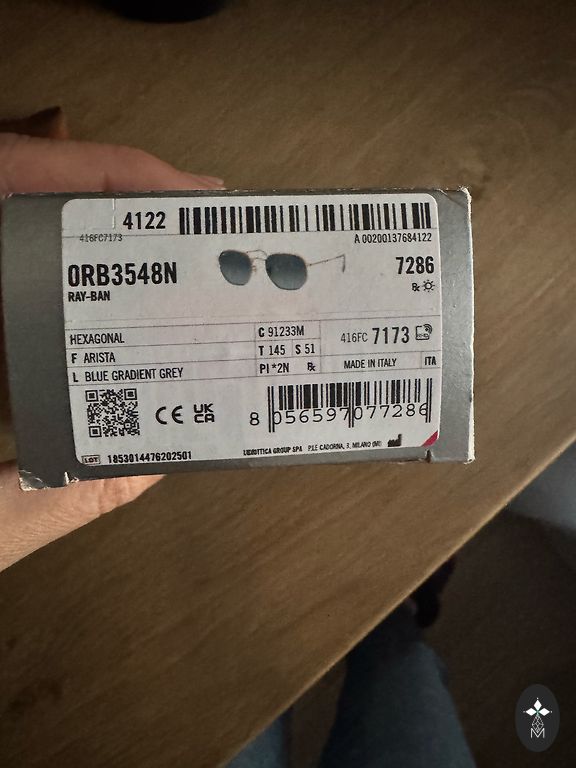 4122
416FC7173
A 00200137684122
0RB3548N
RAY-BAN
7286
HEXAGONAL
F ARISTA
L BLUE GRADIENT GREY
C 91233M
T 145 S 51
PI *2N
416FC 7173
MADE IN ITALY
ITA
CE UK CA
8 056597 077286
LOT 1853014476202501
LUXOTTICA GROUP SPA P.LE CADORNA, 3, MILANO (MI)
M